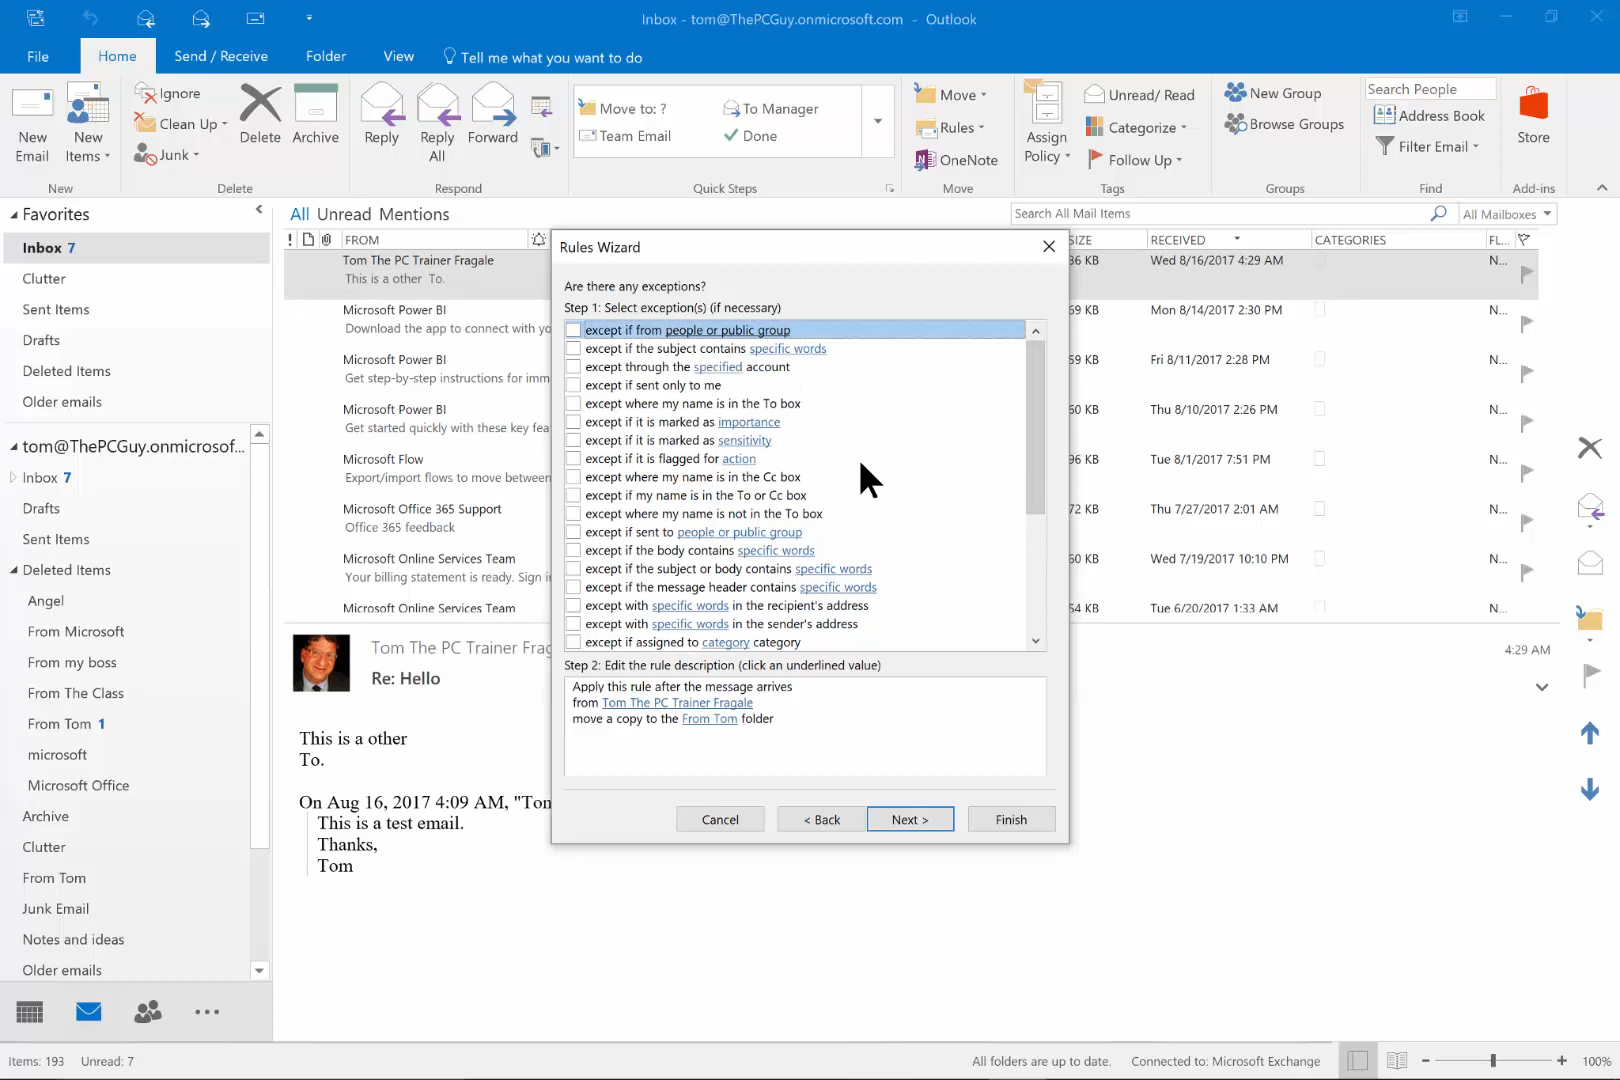 Inbox - tom@ThePCGuy.onmicrosoft.com - Outlook
File
Home
Send / Receive
Folder
View
Tell me what you want to do
New Email
New Items
New
Ignore
Clean Up
Junk
Delete
Archive
Delete
Reply
Reply All
Forward
Respond
Move to: ?
To Manager
Team Email
Done
Quick Steps
Move
Rules
OneNote
Move
Assign Policy
Unread/ Read
Categorize
Follow Up
Tags
New Group
Browse Groups
Groups
Search People
Address Book
Filter Email
Find
Store
Add-ins
Favorites
Inbox 7
Clutter
Sent Items
Drafts
Deleted Items
Older emails
tom@ThePCGuy.onmicrosof...
Inbox 7
Drafts
Sent Items
Deleted Items
Angel
From Microsoft
From my boss
From The Class
From Tom 1
microsoft
Microsoft Office
Archive
Clutter
From Tom
Junk Email
Notes and ideas
Older emails
All Unread Mentions
Search All Mail Items
All Mailboxes
FROM
SIZE
RECEIVED
CATEGORIES
FL...
Tom The PC Trainer Fragale
36 KB
Wed 8/16/2017 4:29 AM
N...
This is a other To.
Microsoft Power BI
69 KB
Mon 8/14/2017 2:30 PM
N...
Download the app to connect with yo
Microsoft Power BI
59 KB
Fri 8/11/2017 2:28 PM
N...
Get step-by-step instructions for imm
Microsoft Power BI
60 KB
Thu 8/10/2017 2:26 PM
N...
Get started quickly with these key fea
Microsoft Flow
96 KB
Tue 8/1/2017 7:51 PM
N...
Export/import flows to move between
Microsoft Office 365 Support
72 KB
Thu 7/27/2017 2:01 AM
N...
Office 365 feedback
Microsoft Online Services Team
60 KB
Wed 7/19/2017 10:10 PM
N...
Your billing statement is ready. Sign i
Microsoft Online Services Team
54 KB
Tue 6/20/2017 1:33 AM
N...
Tom The PC Trainer Frag
4:29 AM
Re: Hello
This is a other
To.
On Aug 16, 2017 4:09 AM, "Ton
This is a test email.
Thanks,
Tom
Rules Wizard
Are there any exceptions?
Step 1: Select exception(s) (if necessary)
except if from people or public group
except if the subject contains specific words
except through the specified account
except if sent only to me
except where my name is in the To box
except if it is marked as importance
except if it is marked as sensitivity
except if it is flagged for action
except where my name is in the Cc box
except if my name is in the To or Cc box
except where my name is not in the To box
except if sent to people or public group
except if the body contains specific words
except if the subject or body contains specific words
except if the message header contains specific words
except with specific words in the recipient's address
except with specific words in the sender's address
except if assigned to category category
Step 2: Edit the rule description (click an underlined value)
Apply this rule after the message arrives
from Tom The PC Trainer Fragale
move a copy to the From Tom folder
Cancel
< Back
Next >
Finish
Items: 193
Unread: 7
All folders are up to date.
Connected to: Microsoft Exchange
100%